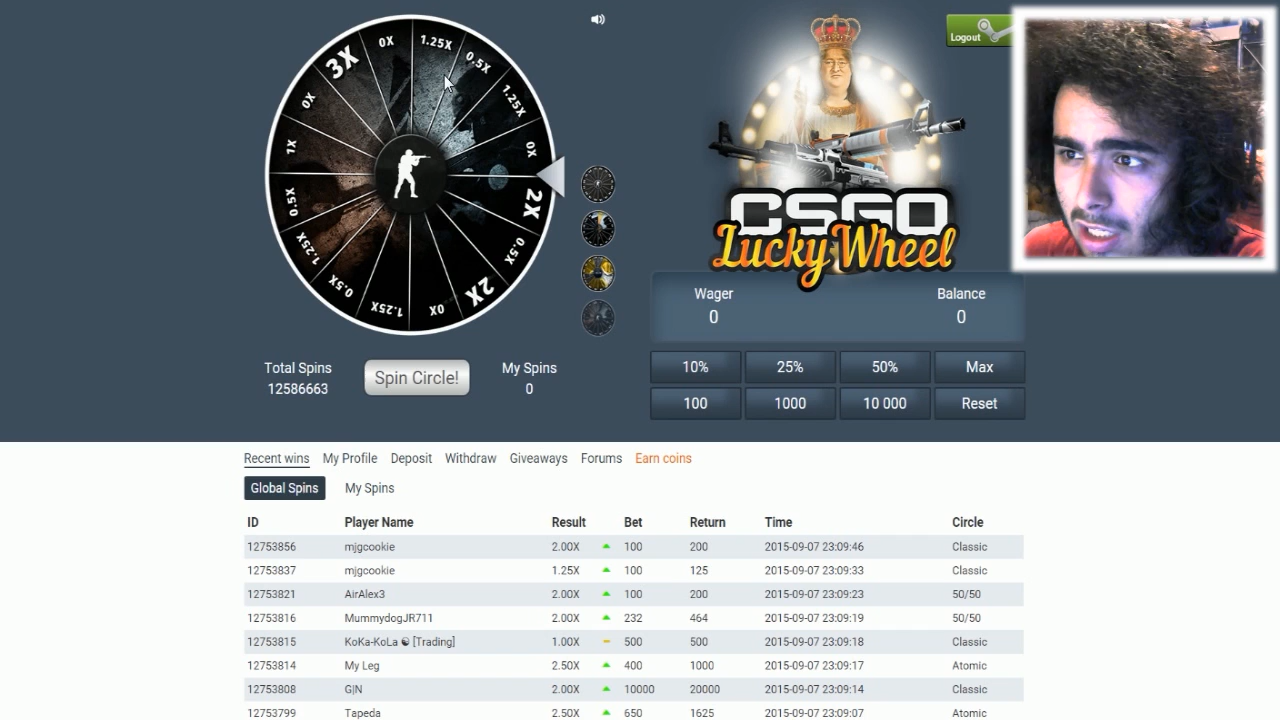 3X
0X
1.25X
0.5X
1.25X
0X
2X
0.5X
2X
0X
1.25X
0.5X
1.25X
0.5X
1X
0X
Logout
CSGO
Lucky Wheel
Wager
Balance
0
0
10%
25%
50%
Max
100
1000
10 000
Reset
Total Spins
12586663
Spin Circle!
My Spins
0
Recent wins My Profile Deposit Withdraw Giveaways Forums Earn coins
Global Spins My Spins
ID Player Name Result Bet Return Time Circle
12753856 mjgcookie 2.00X 100 200 2015-09-07 23:09:46 Classic
12753837 mjgcookie 1.25X 100 125 2015-09-07 23:09:33 Classic
12753821 AirAlex3 2.00X 100 200 2015-09-07 23:09:23 50/50
12753816 MummydogJR711 2.00X 232 464 2015-09-07 23:09:19 50/50
12753815 KoKa-KoLa ☯ [Trading] 1.00X 500 500 2015-09-07 23:09:18 Classic
12753814 My Leg 2.50X 400 1000 2015-09-07 23:09:17 Atomic
12753808 G|N 2.00X 10000 20000 2015-09-07 23:09:14 Classic
12753799 Tapeda 2.50X 650 1625 2015-09-07 23:09:07 Atomic